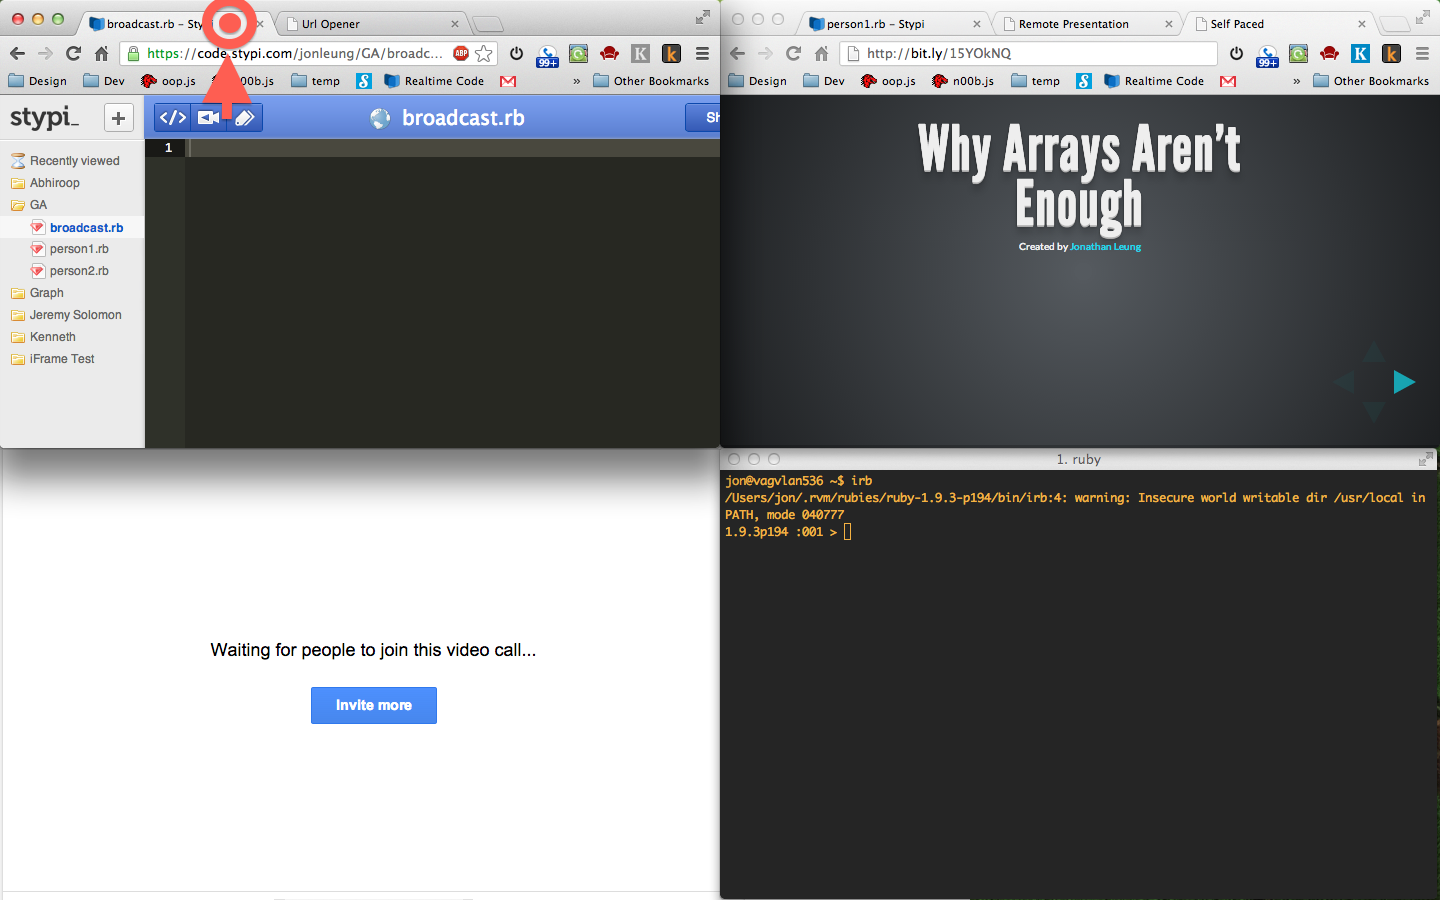 broadcast.rb – Sty
Url Opener
https://code.stypi.com/jonleung/GA/broadc...
ABP
99+
K
k
Design
Dev
oop.js
n00b.js
temp
S
Realtime Code
»
Other Bookmarks
stypi_
+
</>
broadcast.rb
Sh
1
Recently viewed
Abhiroop
GA
broadcast.rb
person1.rb
person2.rb
Graph
Jeremy Solomon
Kenneth
iFrame Test
Waiting for people to join this video call...
Invite more
person1.rb – Stypi
Remote Presentation
Self Paced
http://bit.ly/15YOkNQ
99+
K
k
Design
Dev
oop.js
n00b.js
temp
S
Realtime Code
»
Other Bookmarks
Why Arrays Aren't
Enough
Created by Jonathan Leung
1. ruby
jon@vagvlan536 ~$ irb
/Users/jon/.rvm/rubies/ruby-1.9.3-p194/bin/irb:4: warning: Insecure world writable dir /usr/local in
PATH, mode 040777
1.9.3p194 :001 >